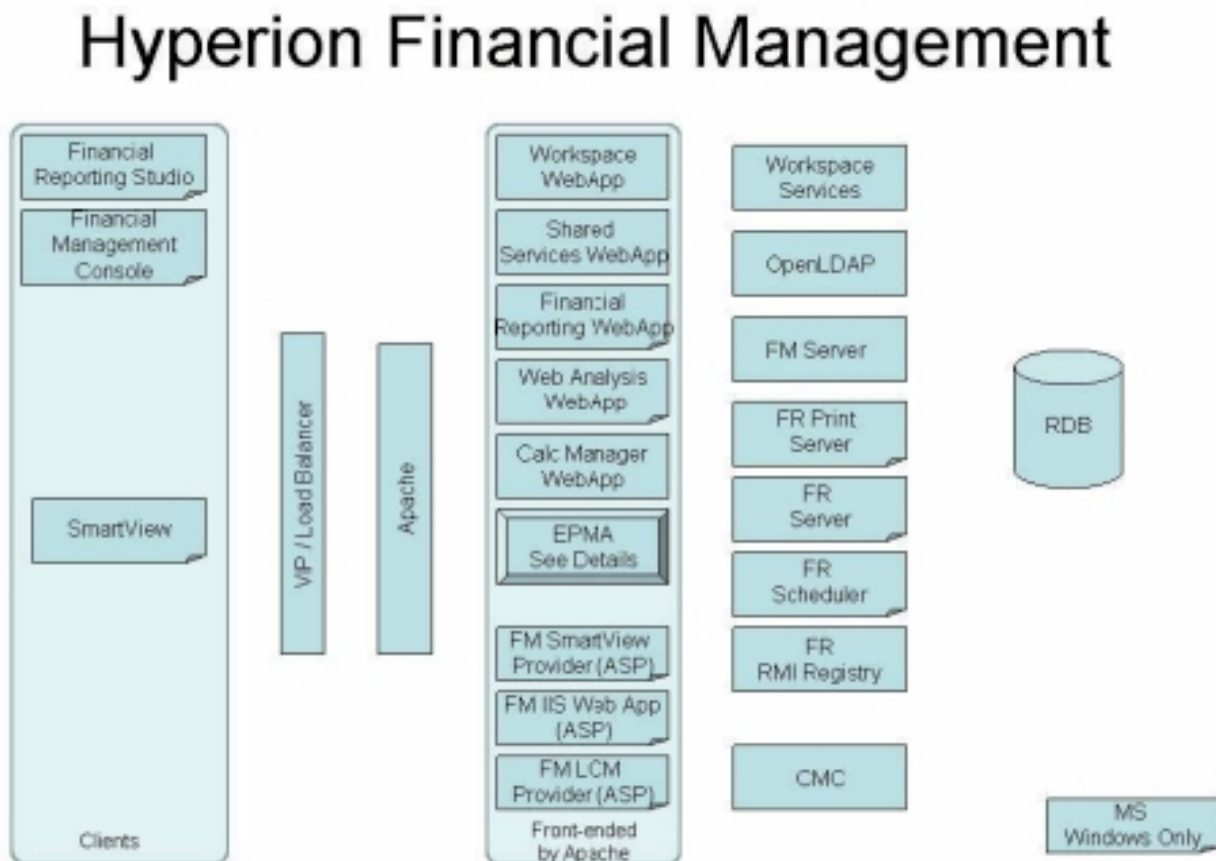 Hyperion Financial Management
Financial
Reporting Studio
Financial
Management
Console
SmartView
Clients
VIP / Load Balancer
Apache
Workspace
WebApp
Shared
Services WebApp
Financial
Reporting WebApp
Web Analysis
WebApp
Calc Manager
WebApp
EPMA
See Details
FM SmartView
Provider (ASP)
FM IIS Web App
(ASP)
FM LCM
Provider (ASP)
Front-ended
by Apache
Workspace
Services
OpenLDAP
FM Server
FR Print
Server
FR
Server
FR
Scheduler
FR
RMI Registry
CMC
RDB
MS
Windows Only